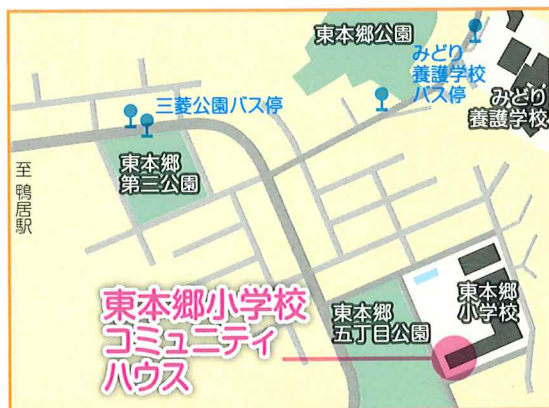 東本郷公園
みどり
養護学校
バス停
みどり
養護学校
三菱公園バス停
東本郷
第三公園
至 鴨居駅
東本郷小学校
コミュニティ
ハウス
東本郷
五丁目公園
東本郷
小学校